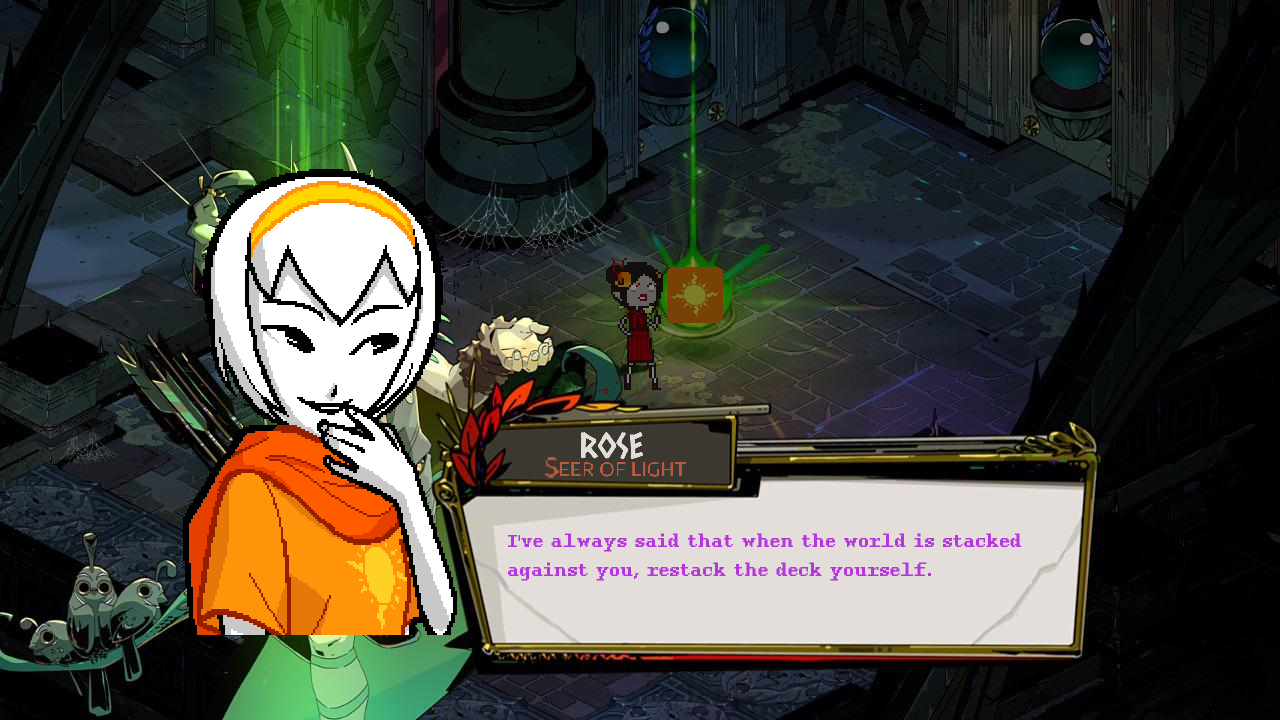 ROSE
SEER OF LIGHT
I've always said that when the world is stacked
against you, restack the deck yourself.